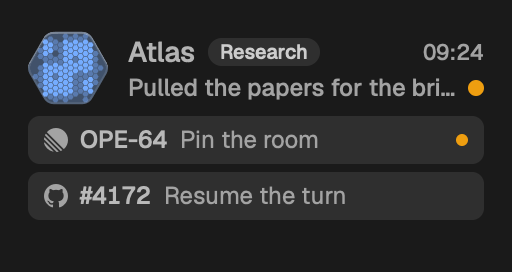 Atlas Research 09:24
Pulled the papers for the bri...
OPE-64 Pin the room
#4172 Resume the turn